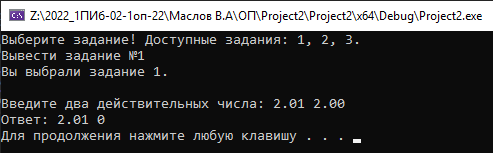 Z:\2022_1ПИб-02-1оп-22\Маслов В.А\ОП\Project2\Project2\x64\Debug\Project2.exe
Выберите задание! Доступные задания: 1, 2, 3.
Вывести задание №1
Вы выбрали задание 1.
Введите два действительных числа: 2.01 2.00
Ответ: 2.01 0
Для продолжения нажмите любую клавишу . . .